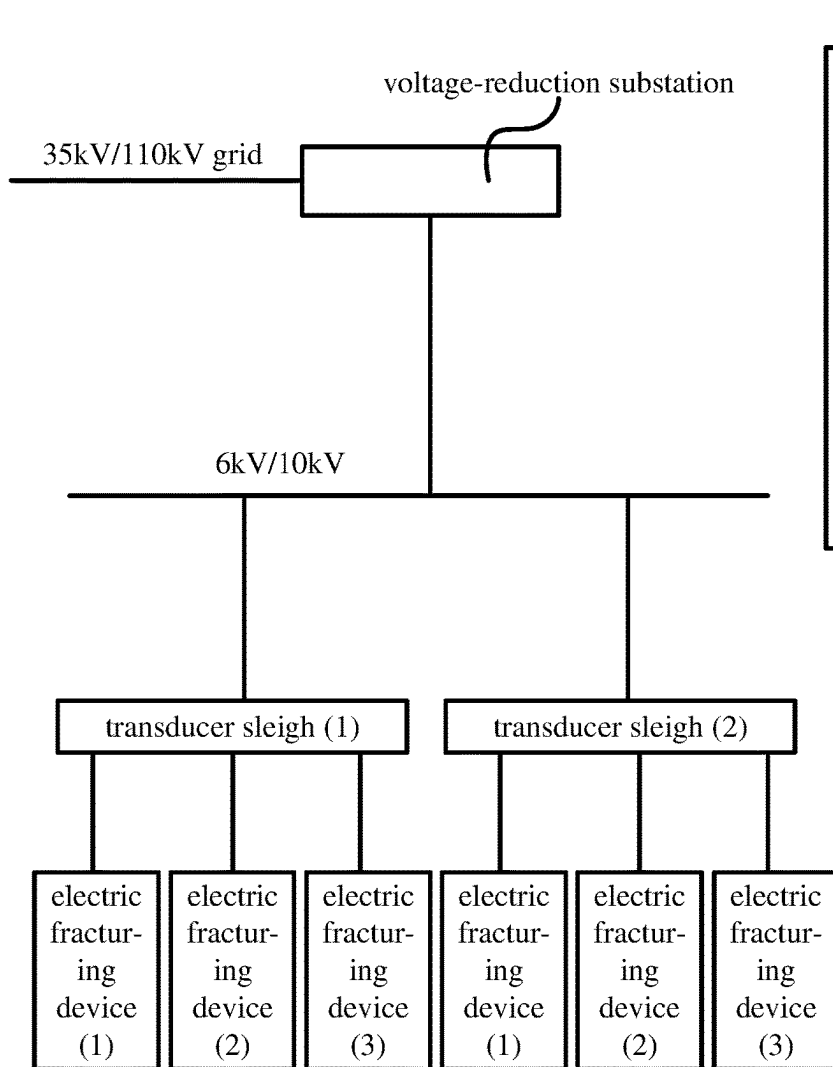 voltage-reduction substation
35kV/110kV grid
6kV/10kV
transducer sleigh (1)
transducer sleigh (2)
electric
fractur-
ing
device
(1)
electric
fractur-
ing
device
(2)
electric
fractur-
ing
device
(3)
electric
fractur-
ing
device
(1)
electric
fractur-
ing
device
(2)
electric
fractur-
ing
device
(3)